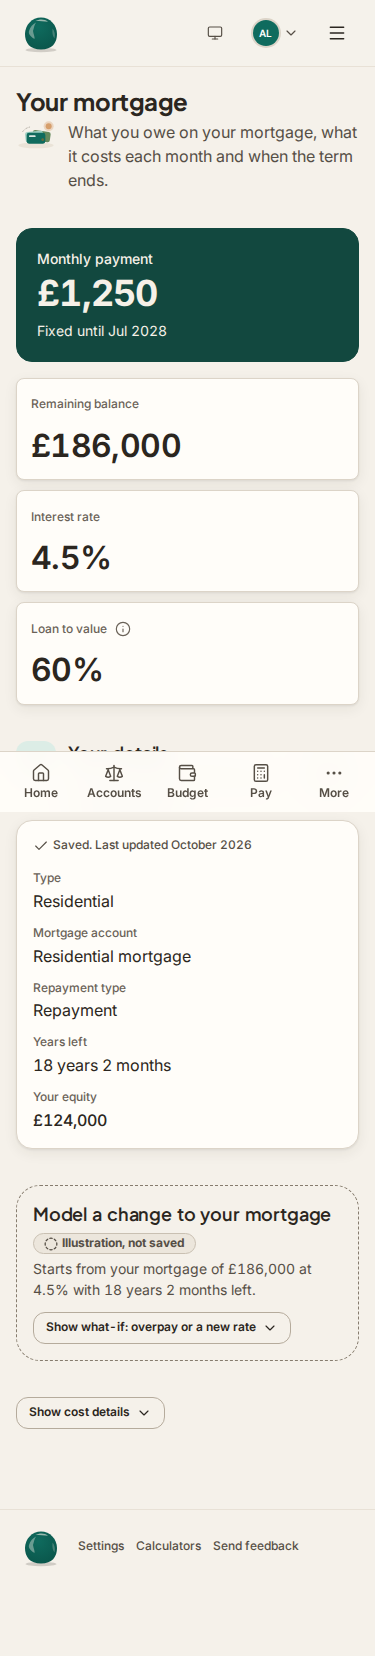 AL
Your mortgage
What you owe on your mortgage, what
it costs each month and when the term
ends.
Monthly payment
£1,250
Fixed until Jul 2028
Remaining balance
£186,000
Interest rate
4.5%
Loan to value
60%
Your details
Home
Accounts
Budget
Pay
More
Saved. Last updated October 2026
Type
Residential
Mortgage account
Residential mortgage
Repayment type
Repayment
Years left
18 years 2 months
Your equity
£124,000
Model a change to your mortgage
Illustration, not saved
Starts from your mortgage of £186,000 at
4.5% with 18 years 2 months left.
Show what-if: overpay or a new rate
Show cost details
Settings
Calculators
Send feedback